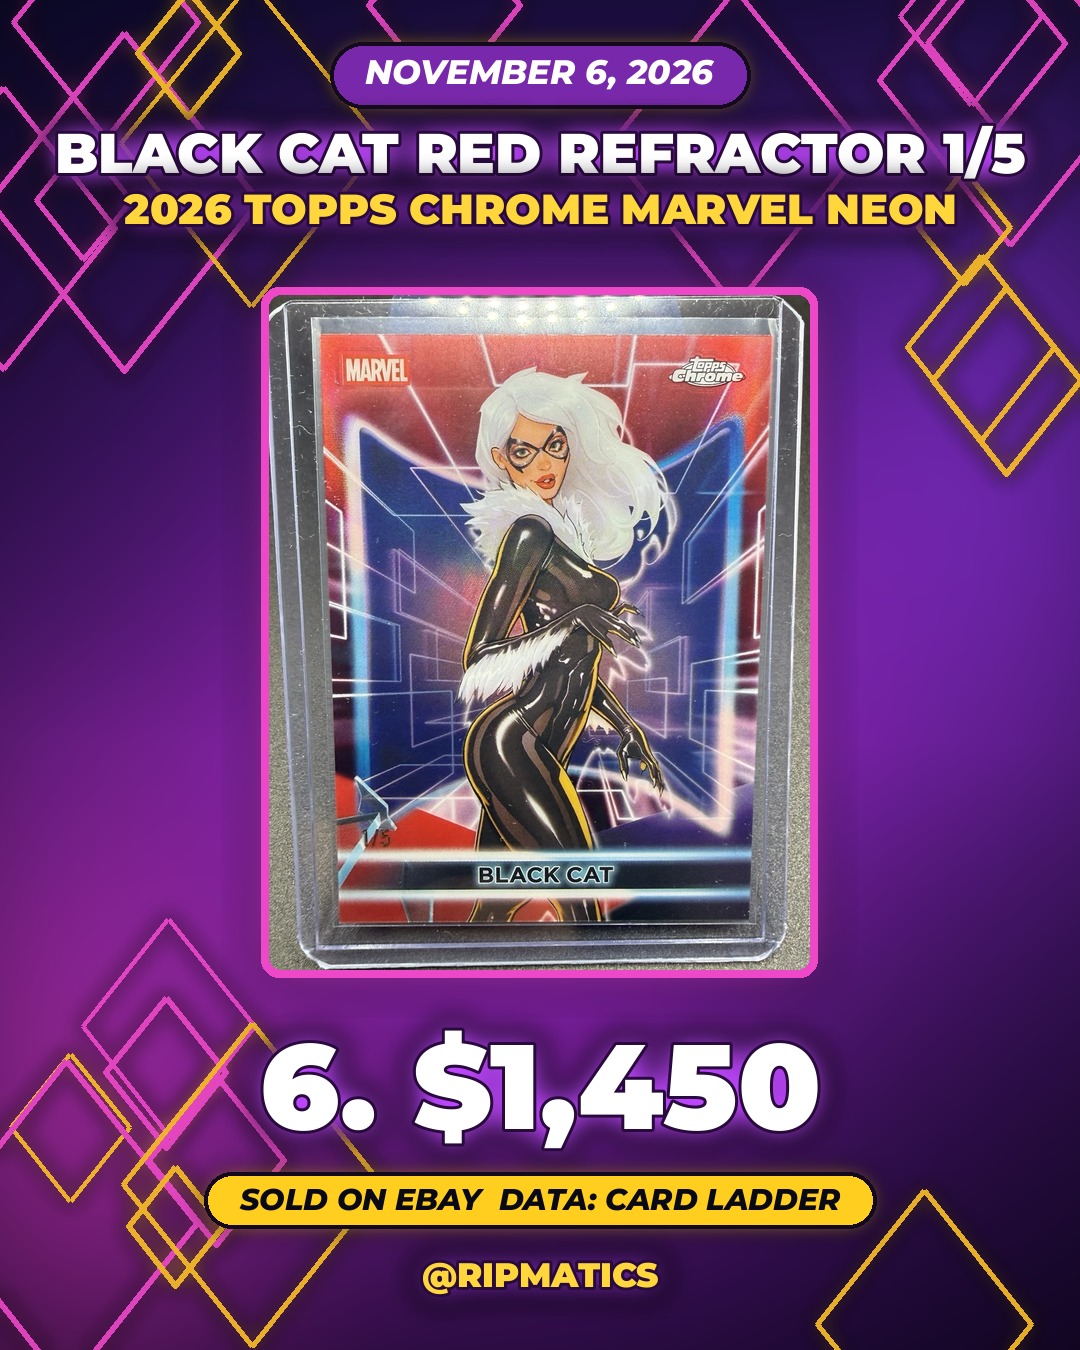 NOVEMBER 6, 2026
BLACK CAT RED REFRACTOR 1/5
2026 TOPPS CHROME MARVEL NEON
MARVEL
topps Chrome
1/5
BLACK CAT
6. $1,450
SOLD ON EBAY DATA: CARD LADDER
@RIPMATICS